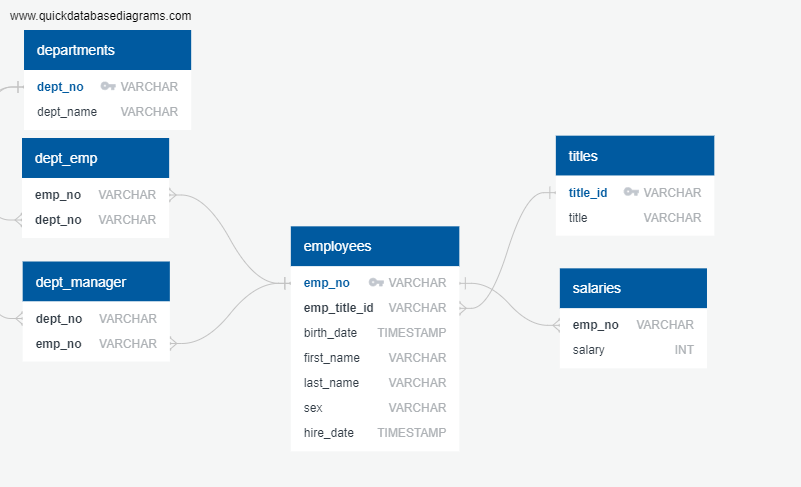 www.quickdatabasediagrams.com
departments
dept_no VARCHAR
dept_name VARCHAR
dept_emp
emp_no VARCHAR
dept_no VARCHAR
dept_manager
dept_no VARCHAR
emp_no VARCHAR
employees
emp_no VARCHAR
emp_title_id VARCHAR
birth_date TIMESTAMP
first_name VARCHAR
last_name VARCHAR
sex VARCHAR
hire_date TIMESTAMP
titles
title_id VARCHAR
title VARCHAR
salaries
emp_no VARCHAR
salary INT